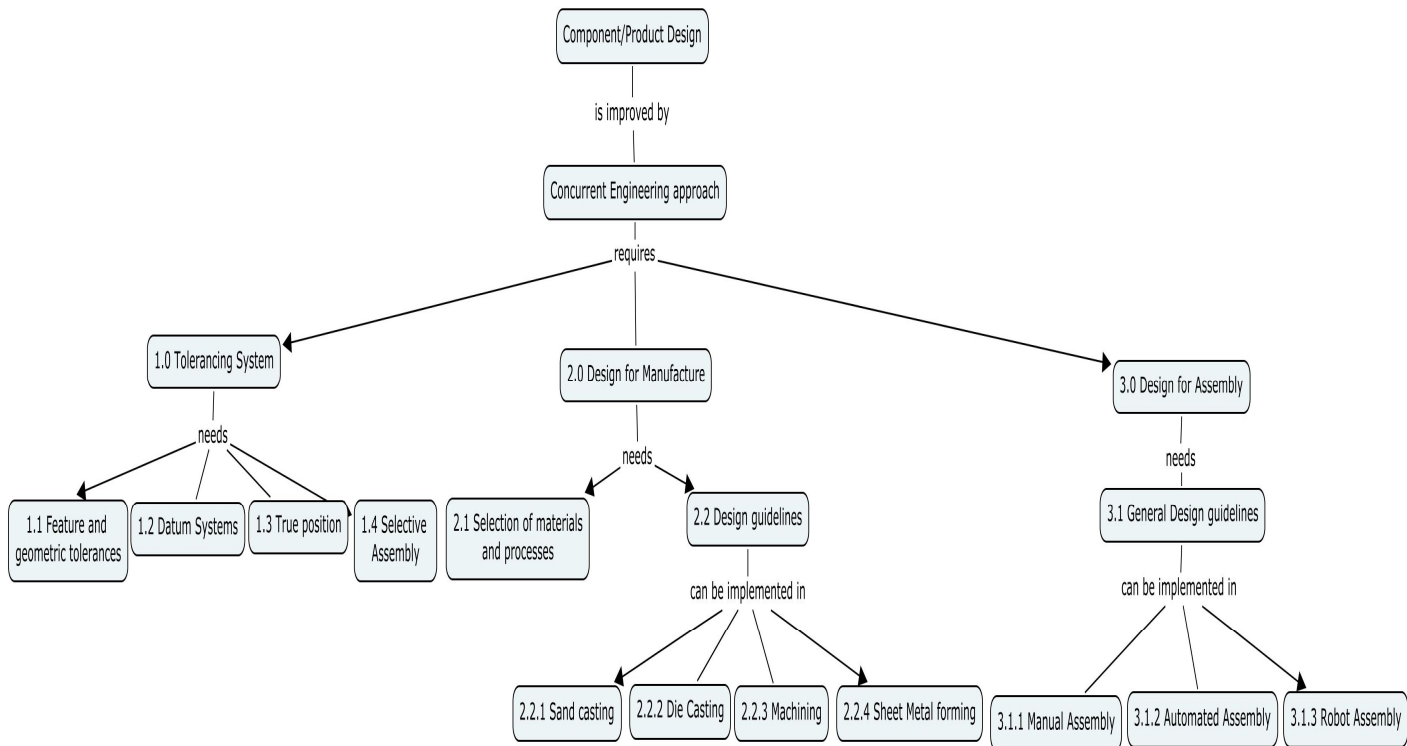 Component/Product Design
is improved by
Concurrent Engineering approach
requires
1.0 Tolerancing System
2.0 Design for Manufacture
3.0 Design for Assembly
needs
needs
needs
1.1 Feature and
geometric tolerances
1.2 Datum Systems
1.3 True position
1.4 Selective
Assembly
2.1 Selection of materials
and processes
2.2 Design guidelines
3.1 General Design guidelines
can be implemented in
can be implemented in
2.2.1 Sand casting
2.2.2 Die Casting
2.2.3 Machining
2.2.4 Sheet Metal forming
3.1.1 Manual Assembly
3.1.2 Automated Assembly
3.1.3 Robot Assembly